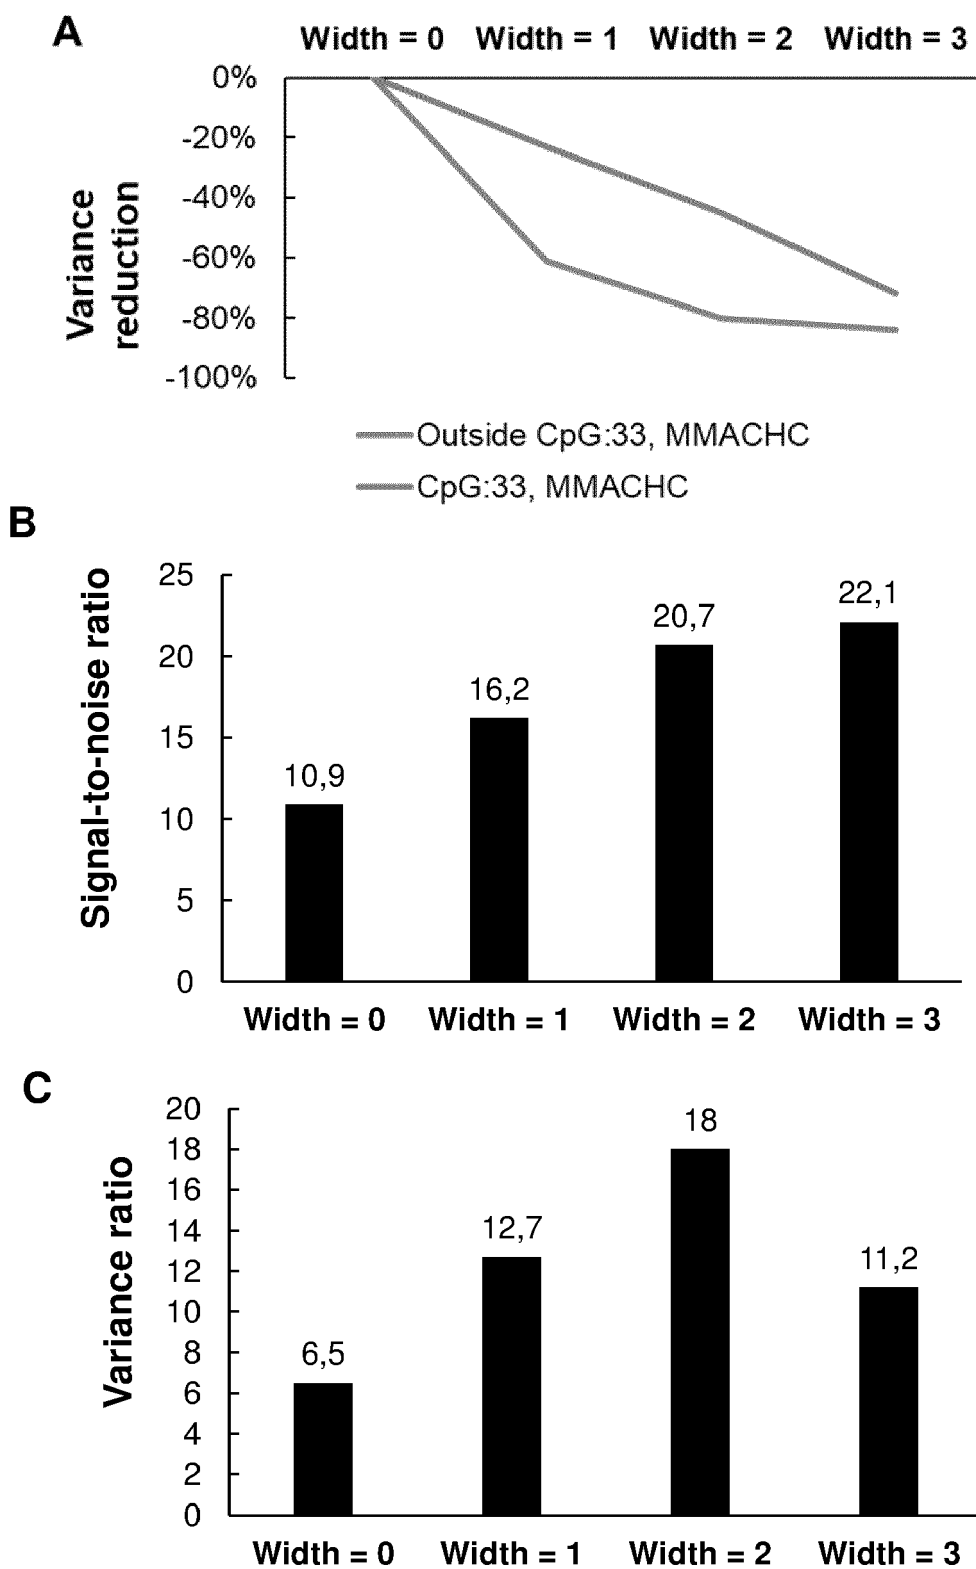 A
Width = 0 Width = 1 Width = 2 Width = 3
0%
-20%
-40%
-60%
-80%
-100%
Variance
reduction
Outside CpG:33, MMACHC
CpG:33, MMACHC
B
Signal-to-noise ratio
25
20
15
10
5
0
10,9
16,2
20,7
22,1
Width = 0 Width = 1 Width = 2 Width = 3
C
Variance ratio
20
18
16
14
12
10
8
6
4
2
0
6,5
12,7
18
11,2
Width = 0 Width = 1 Width = 2 Width = 3